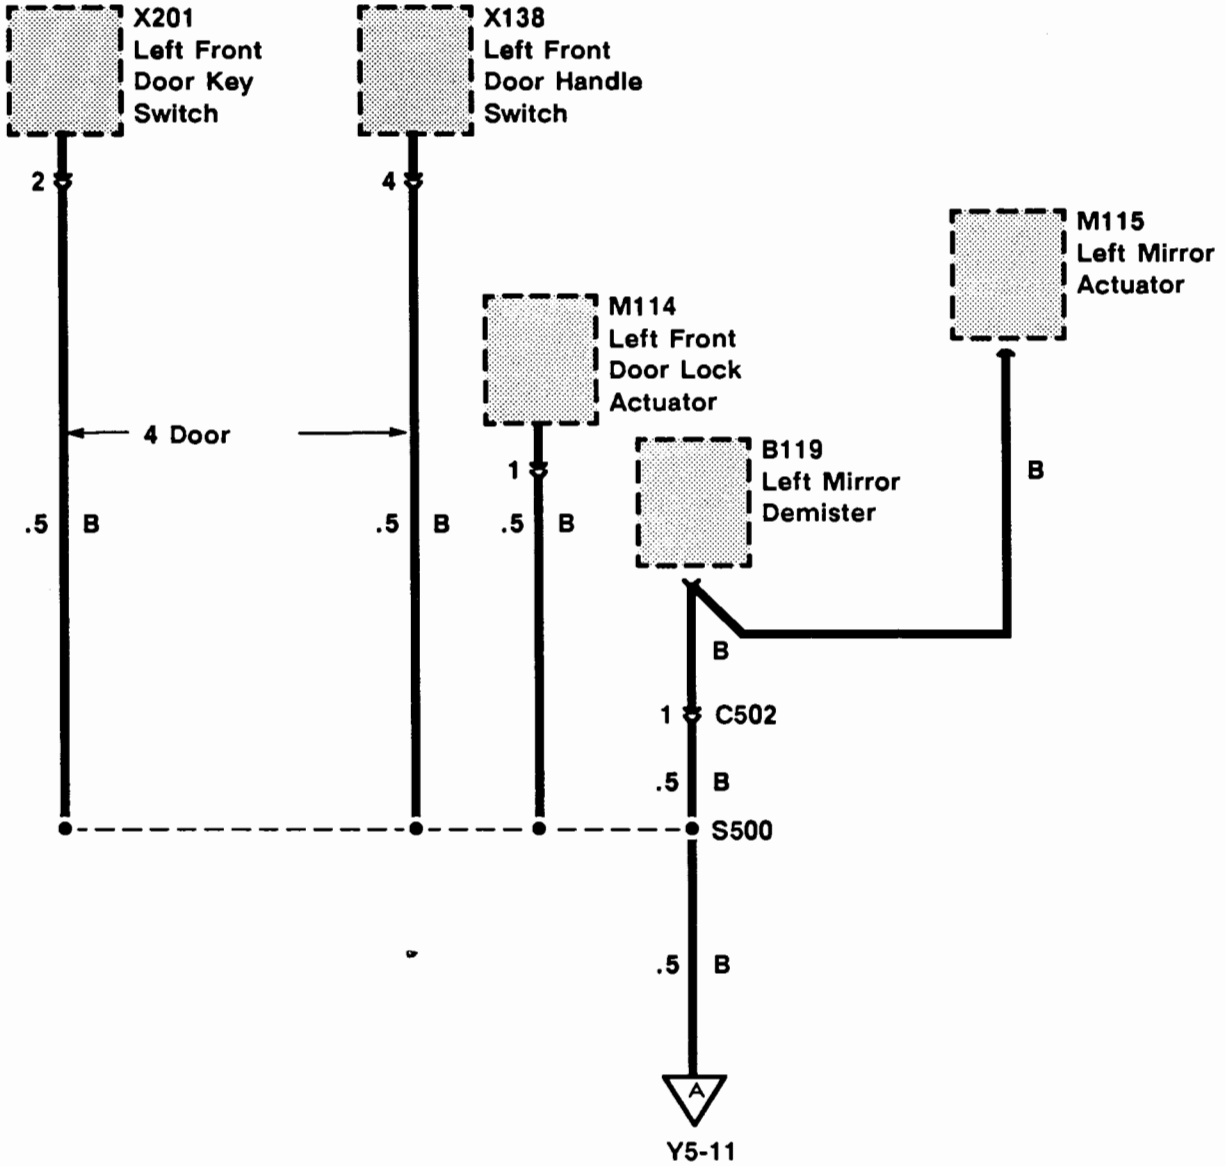 X201
Left Front
Door Key
Switch
X138
Left Front
Door Handle
Switch
2
4
M115
Left Mirror
Actuator
M114
Left Front
Door Lock
Actuator
4 Door
B119
Left Mirror
Demister
1
B
.5 B
.5 B
.5 B
B
1 C502
.5 B
S500
.5 B
A
Y5-11